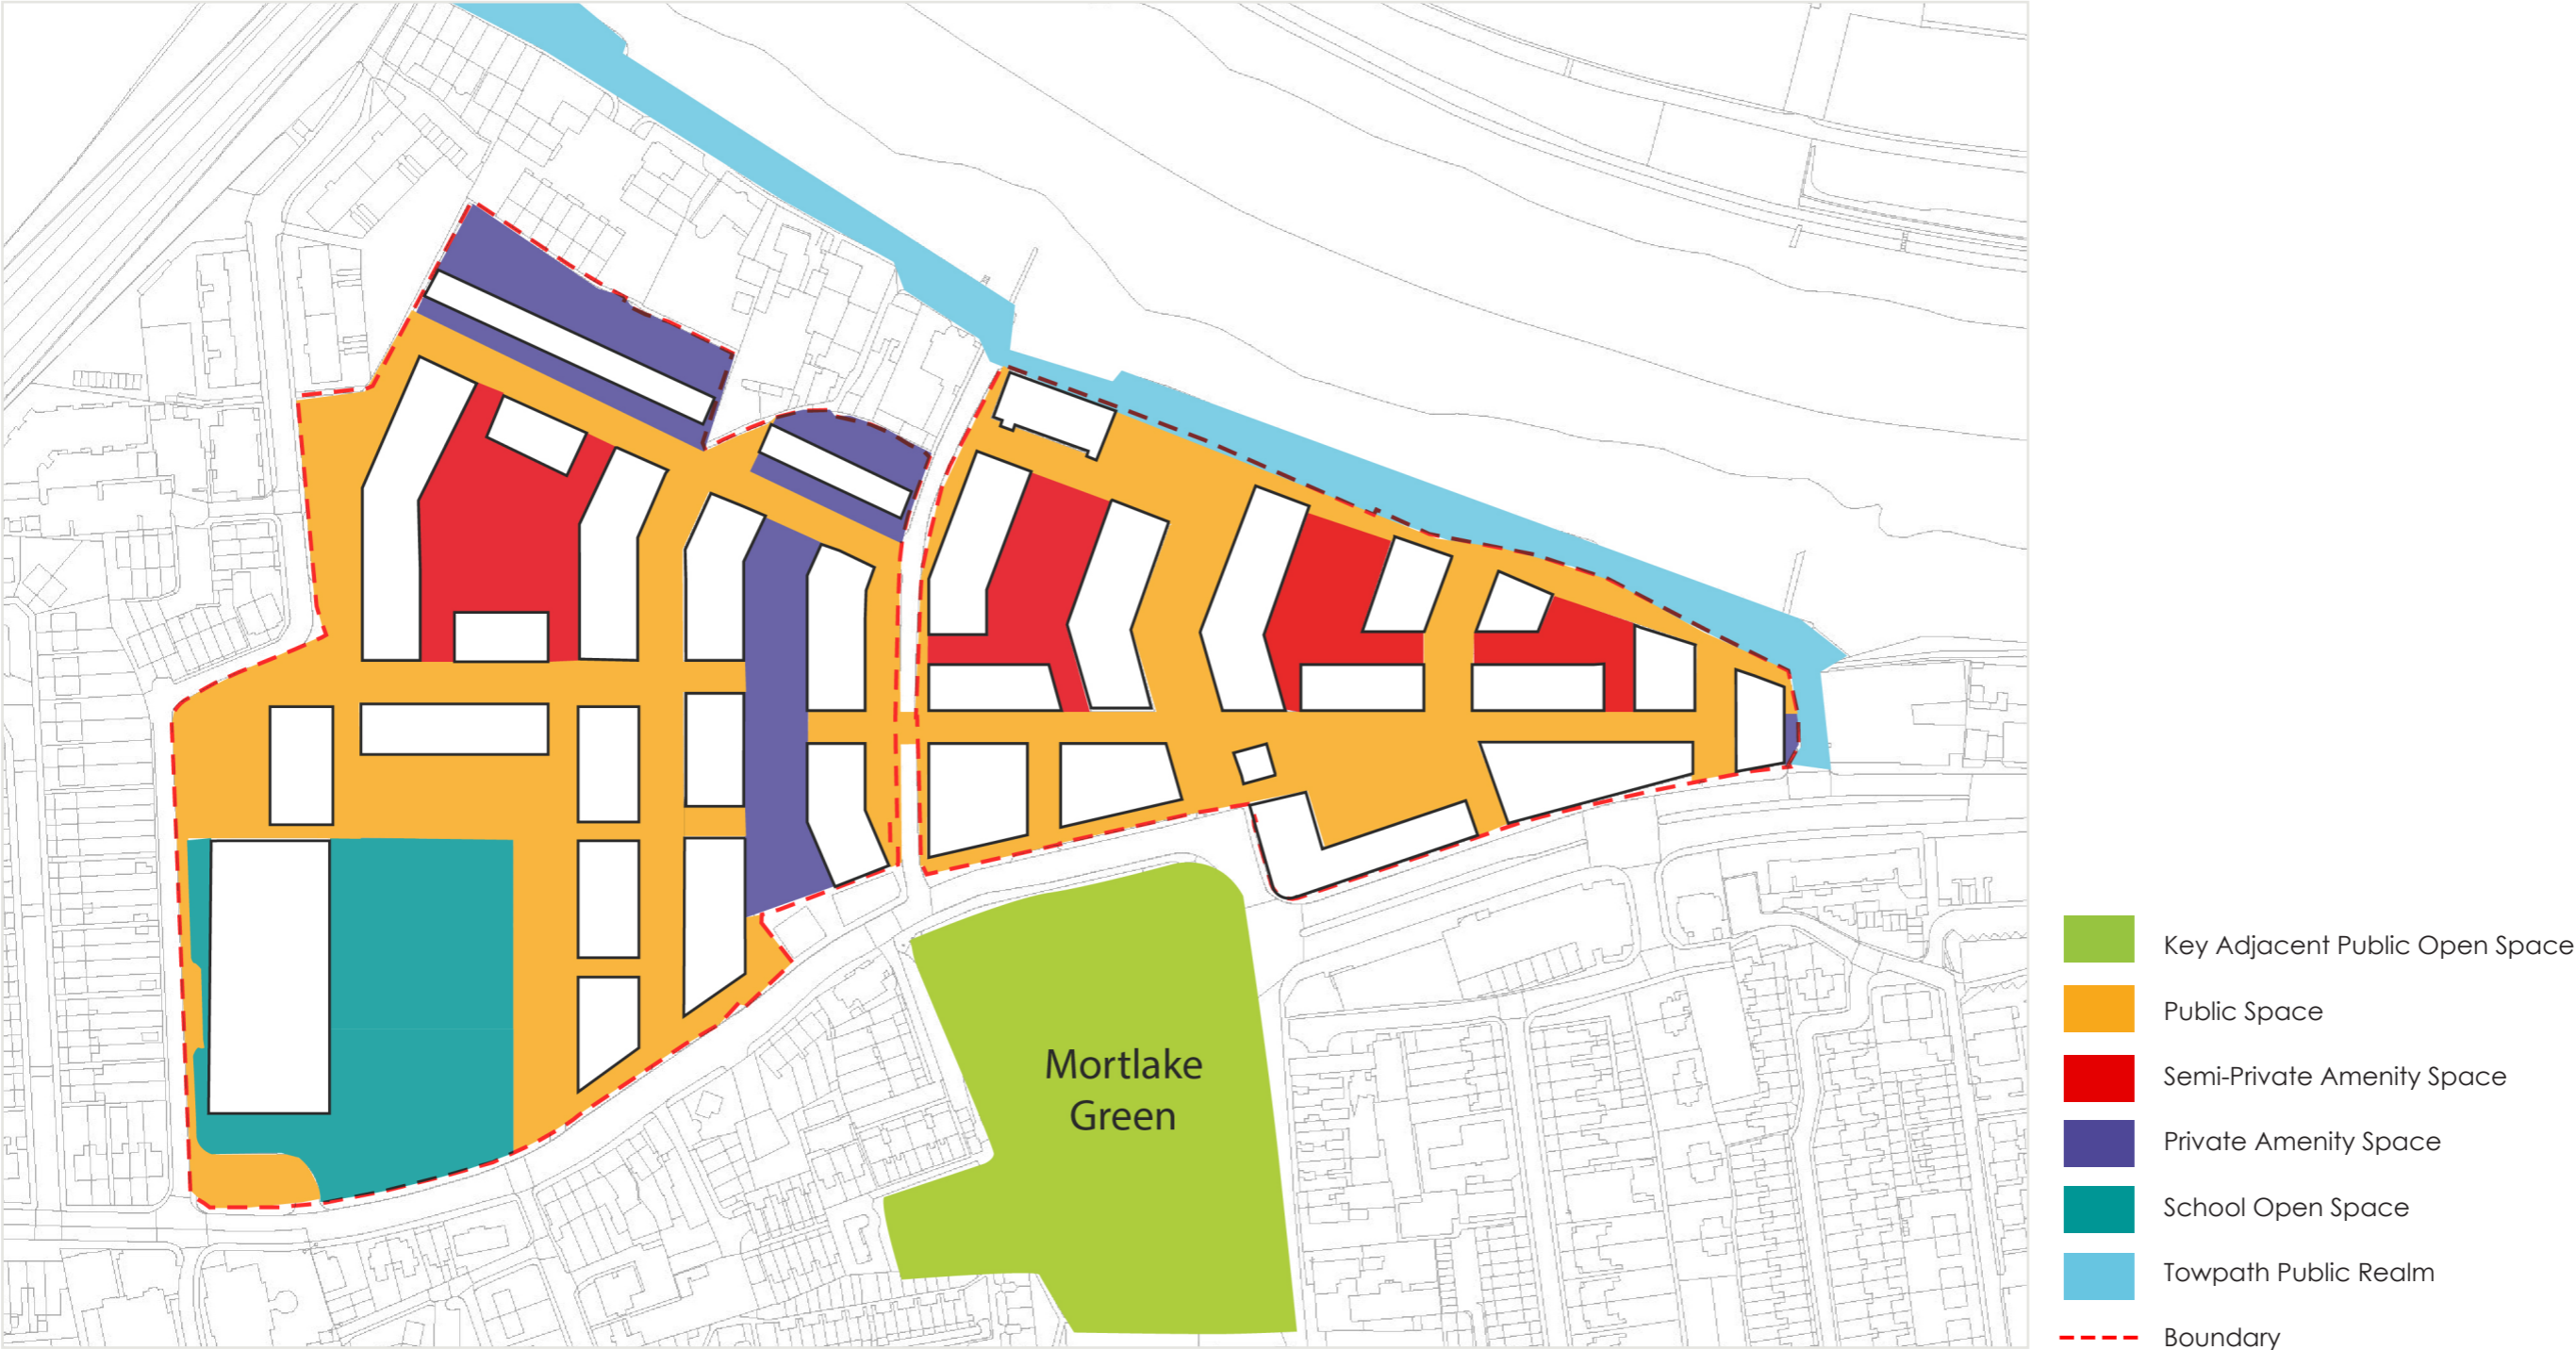 Mortlake
Green
Key Adjacent Public Open Space
Public Space
Semi-Private Amenity Space
Private Amenity Space
School Open Space
Towpath Public Realm
Boundary